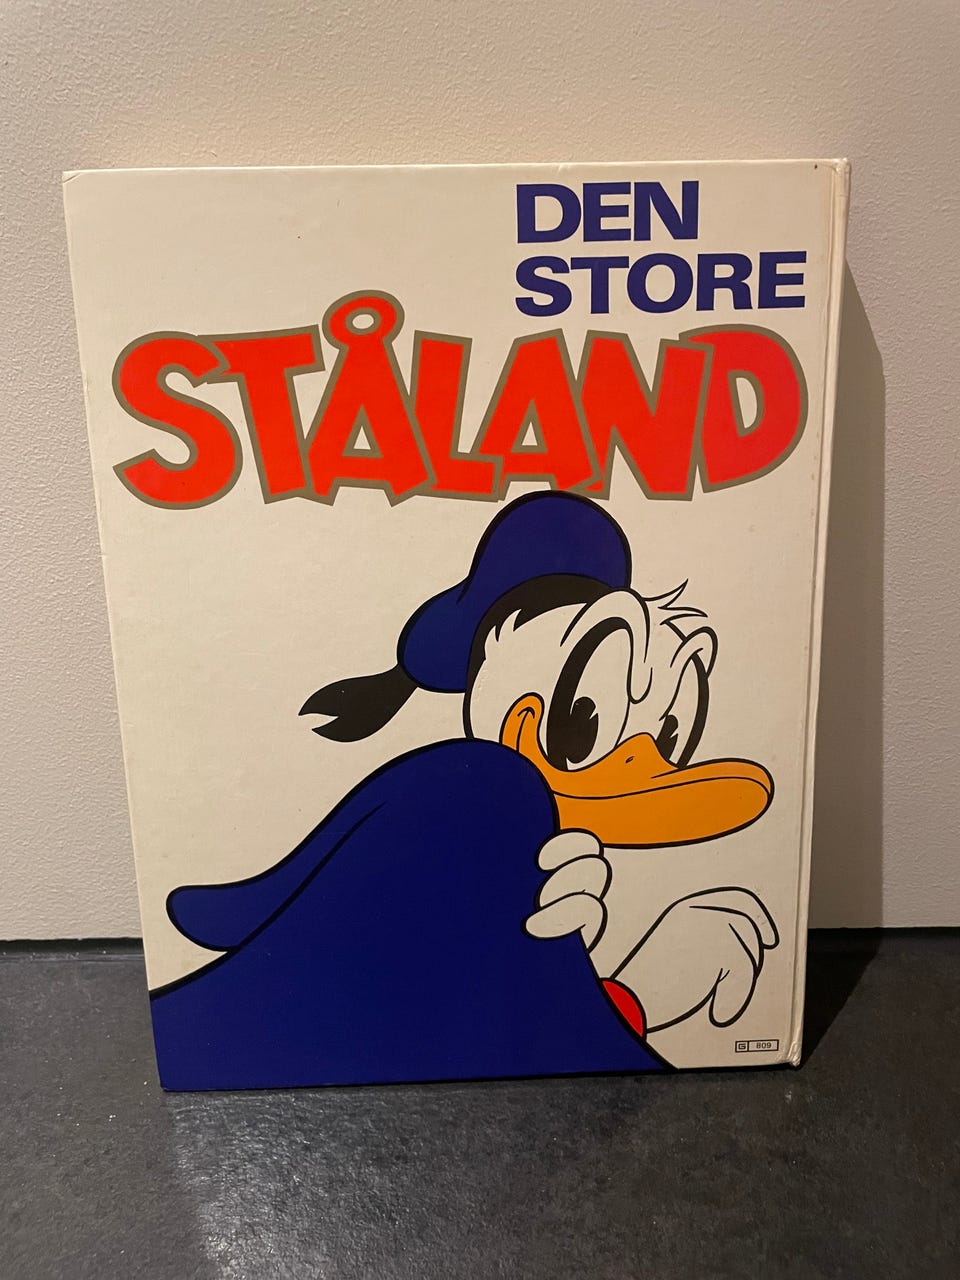 DEN
STORE
STÅLAND
G 809